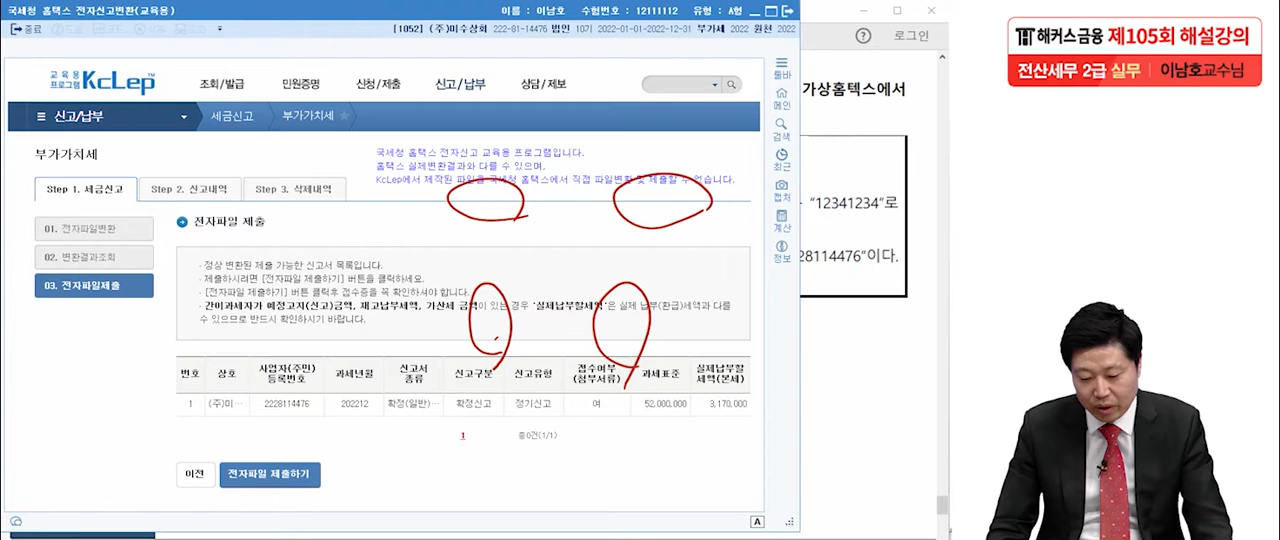 국세청 홈택스 전자신고변환(교육용)
이름 : 이남호 수험번호 : 12111112 유형 : A형
종료
[1052] (주)미수상회 222-81-14476 법인 10기 2022-01-01~2022-12-31 부가세 2022 원천 2022
교육용 프로그램 KcLep™
조회/발급 민원증명 신청/제출 신고/납부 상담/제보
신고/납부 세금신고 부가가치세
부가가치세
국세청 홈택스 전자신고 교육용 프로그램입니다.
홈택스 실제변환결과와 다를 수 있으며,
KcLep에서 제작된 파일을 국세청 홈택스에서 직접 파일변환 및 제출할 수 없습니다.
Step 1. 세금신고 Step 2. 신고내역 Step 3. 삭제내역
01. 전자파일변환
02. 변환결과조회
03. 전자파일제출
전자파일 제출
· 정상 변환된 제출 가능한 신고서 목록입니다.
· 제출하시려면 [전자파일 제출하기] 버튼을 클릭하세요.
· [전자파일 제출하기] 버튼 클릭후 접수증을 꼭 확인하셔야 합니다.
· 간이과세자가 예정고지(신고)금액, 재고납부세액, 가산세 금액이 있는 경우 '실제납부할세액'은 실제 납부(환급)세액과 다를
수 있으므로 반드시 확인하시기 바랍니다.
번호 상호 사업자(주민)등록번호 과세년월 신고서종류 신고구분 신고유형 접수여부(첨부서류) 과세표준 실제납부할세액(본세)
1 (주)미… 2228114476 202212 확정(일반)… 확정신고 정기신고 여 52,000,000 3,170,000
1 총0건(1/1)
이전 전자파일 제출하기
툴바
메인
검색
최근
캡처
계산
정보
A
로그인
가상홈텍스에서
"12341234"로
28114476"이다.
해커스금융 제105회 해설강의
전산세무 2급 실무 이남호교수님